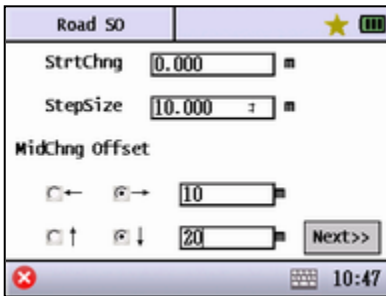 Road SO
StrtChng 0.000 m
StepSize 10.000 m
MidChng Offset
← → 10 m
↑ ↓ 20 m Next>>
10:47